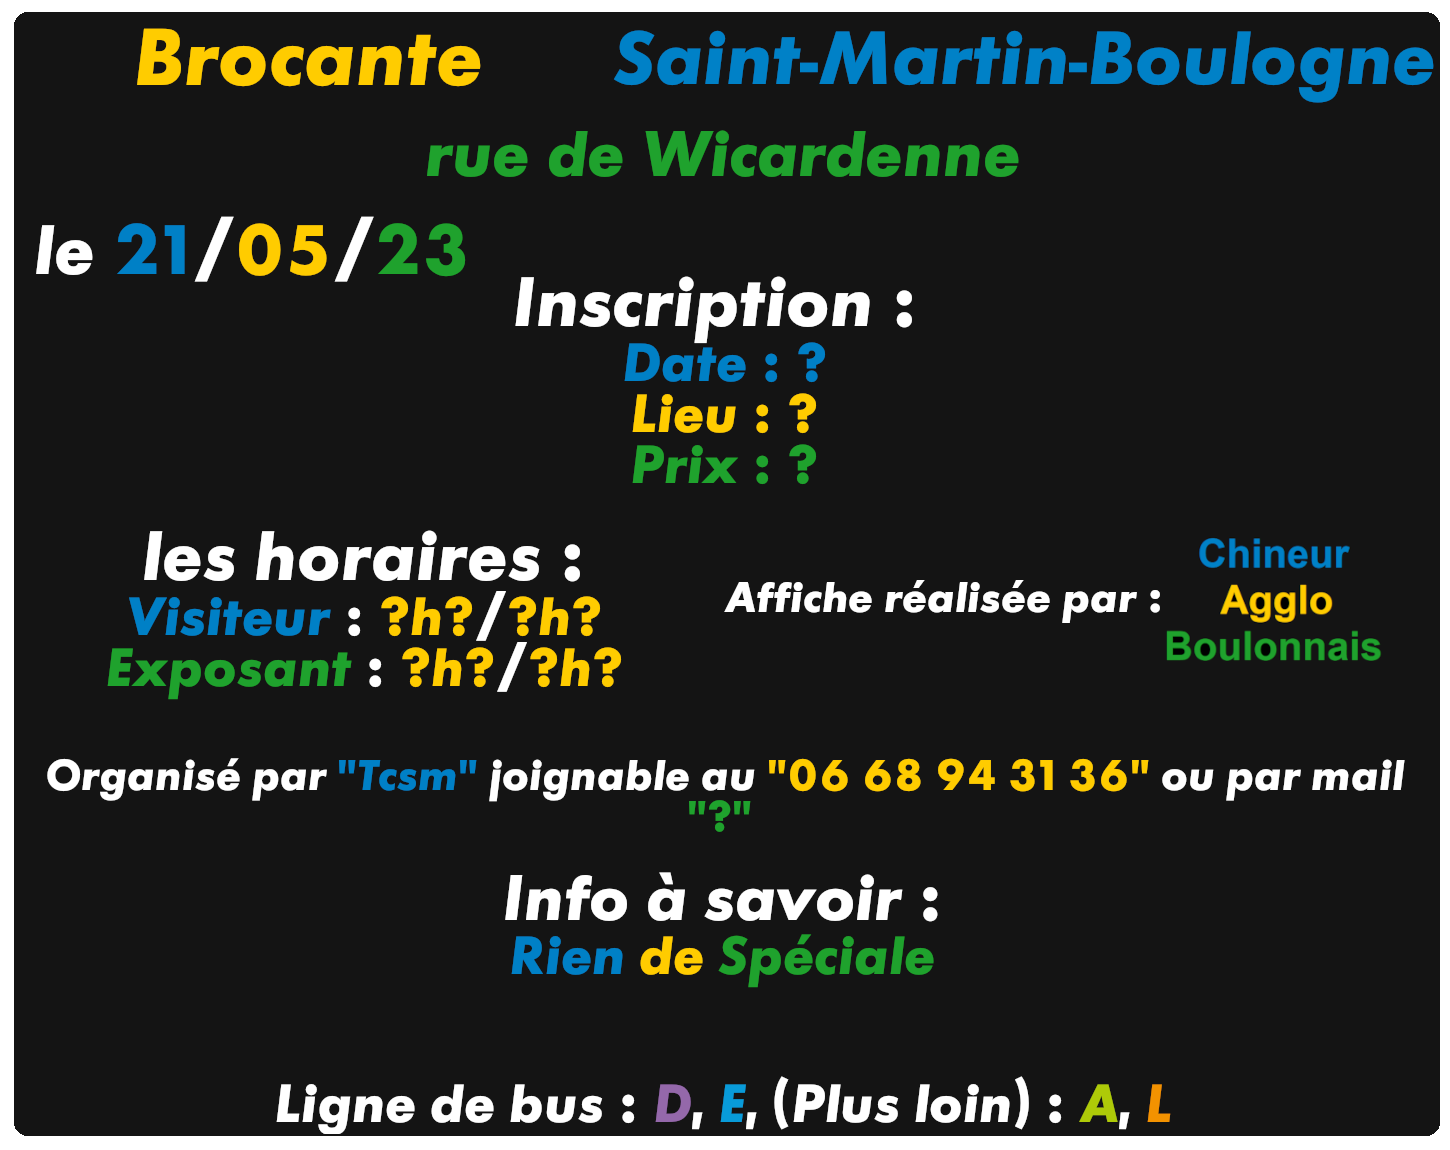 Brocante Saint-Martin-Boulogne
rue de Wicardenne
le 21/05/23
Inscription :
Date : ?
Lieu : ?
Prix : ?
les horaires :
Visiteur : ?h?/?h?
Exposant : ?h?/?h?
Affiche réalisée par :
Chineur
Agglo
Boulonnais
Organisé par "Tcsm" joignable au "06 68 94 31 36" ou par mail
"?"
Info à savoir :
Rien de Spéciale
Ligne de bus : D, E, (Plus loin) : A, L